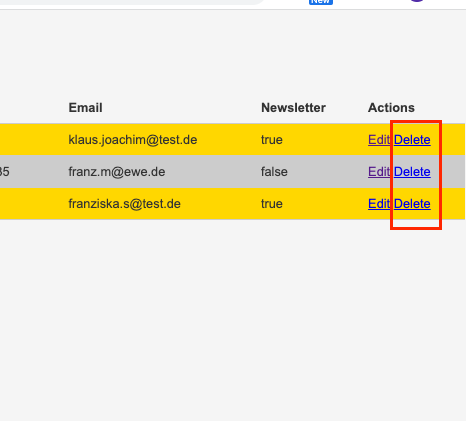 New
Email Newsletter Actions
klaus.joachim@test.de true Edit Delete
35 franz.m@ewe.de false Edit Delete
franziska.s@test.de true Edit Delete